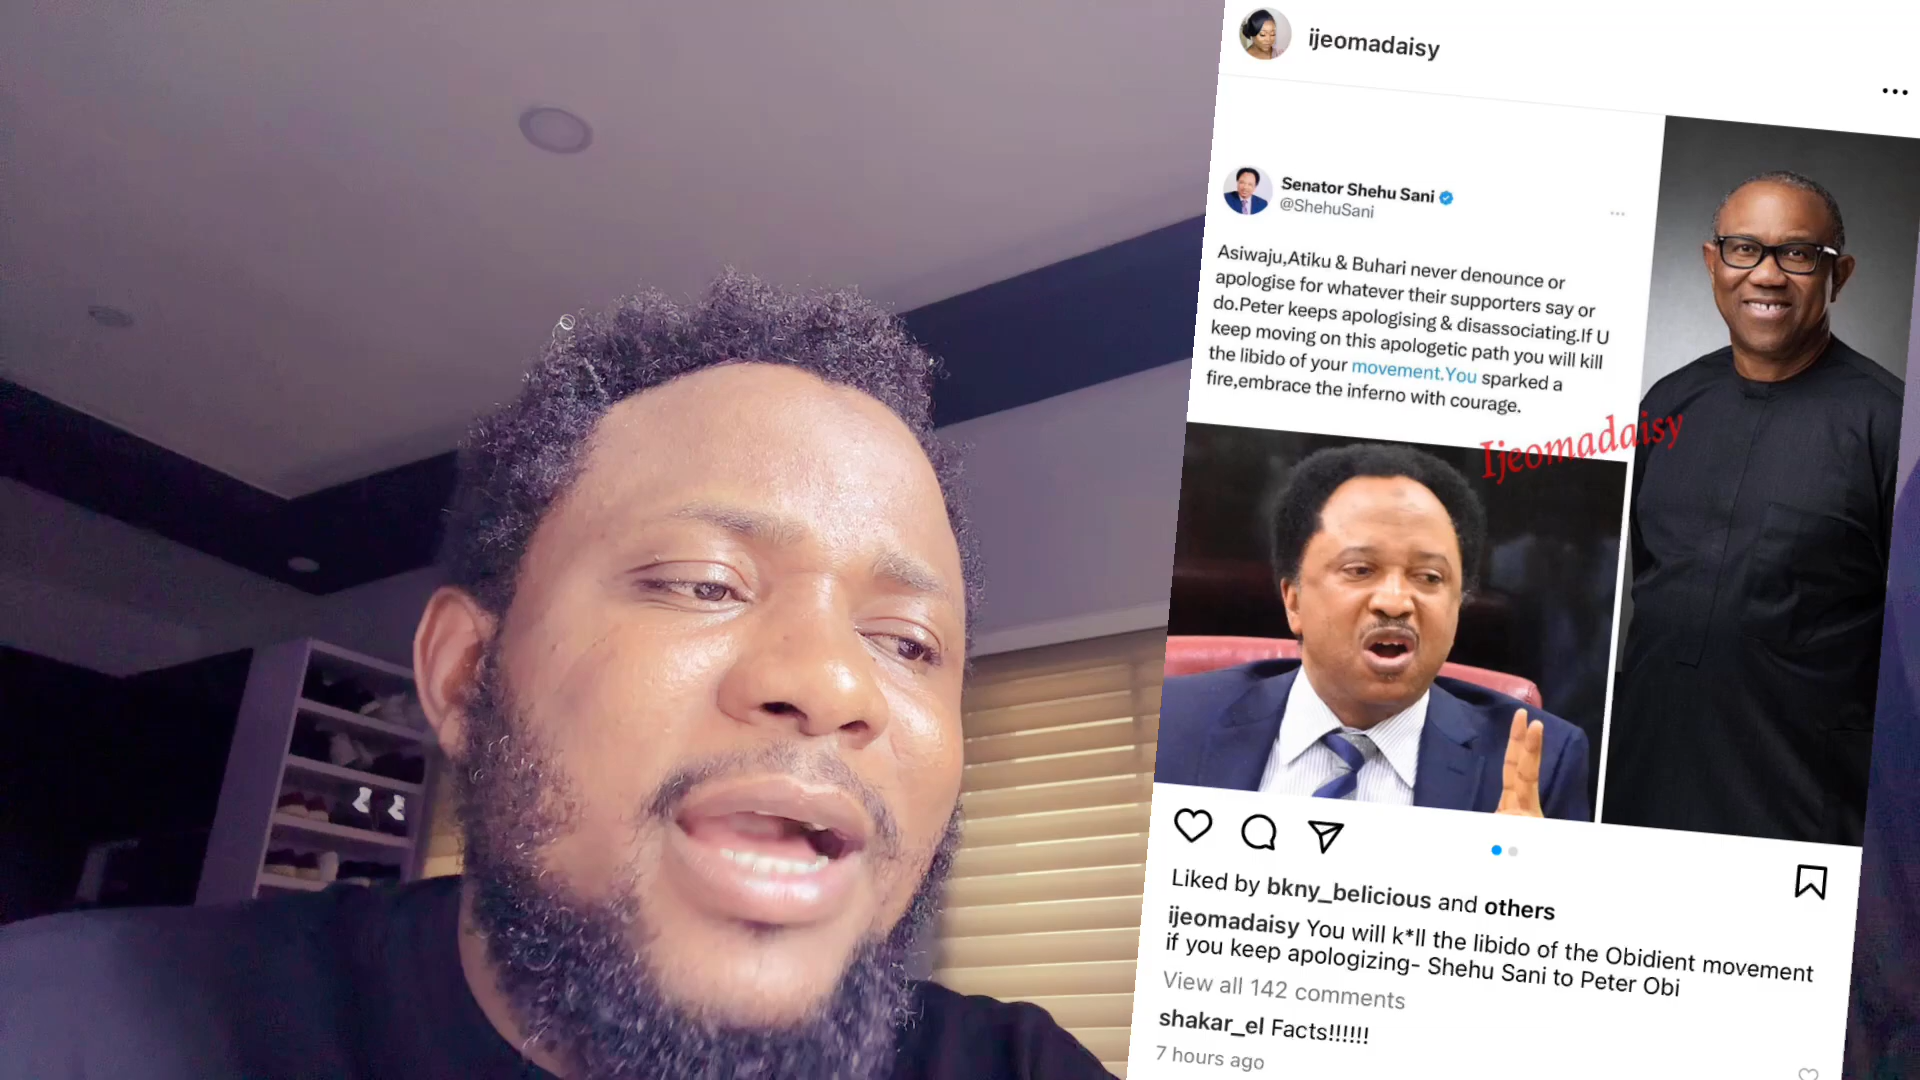 ijeomadaisy
Senator Shehu Sani
@ShehuSani
Asiwaju,Atiku & Buhari never denounce or
apologise for whatever their supporters say or
do.Peter keeps apologising & disassociating.If U
keep moving on this apologetic path you will kill
the libido of your movement.You sparked a
fire,embrace the inferno with courage.
Ijeomadaisy
Liked by bkny_belicious and others
ijeomadaisy You will k*ll the libido of the Obidient movement
if you keep apologizing- Shehu Sani to Peter Obi
View all 142 comments
shakar_el Facts!!!!!!
7 hours ago